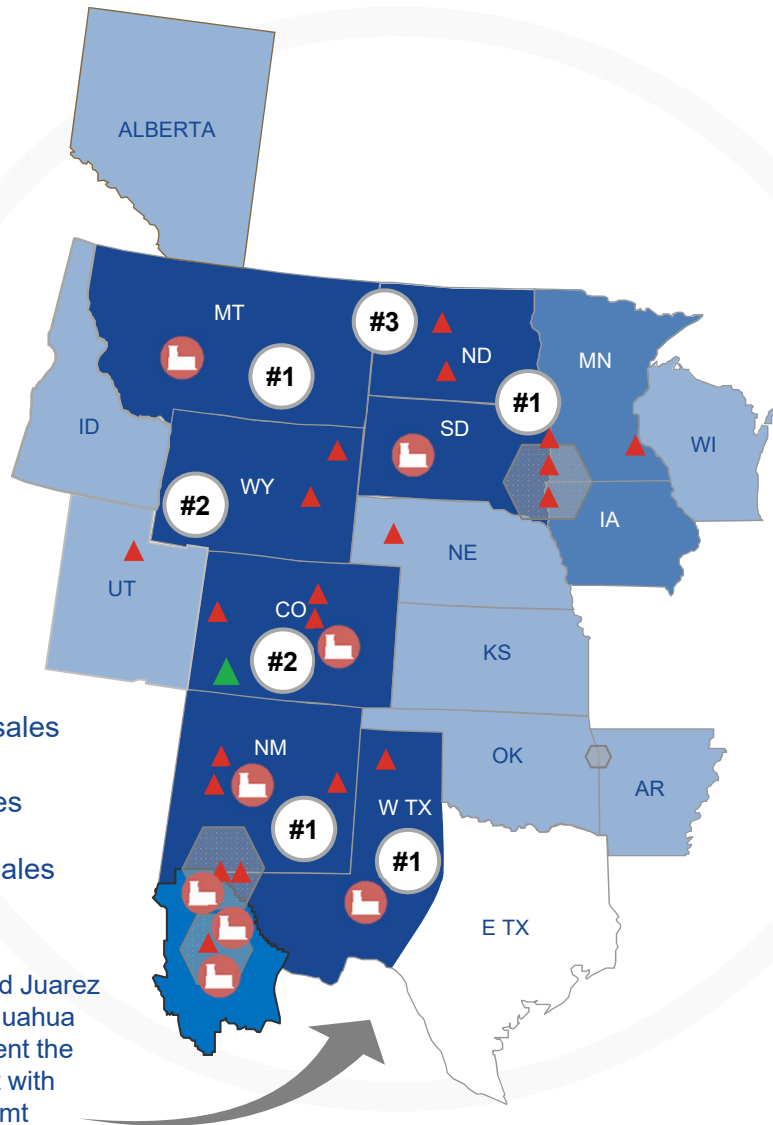 ALBERTA
MT
#3
ND
MN
#1
#1
SD
WI
ID
WY
#2
IA
NE
UT
CO
#2
KS
sales
NM
OK
AR
es
W TX
#1
#1
ales
E TX
d Juarez
uahua
ent the
t with
mt